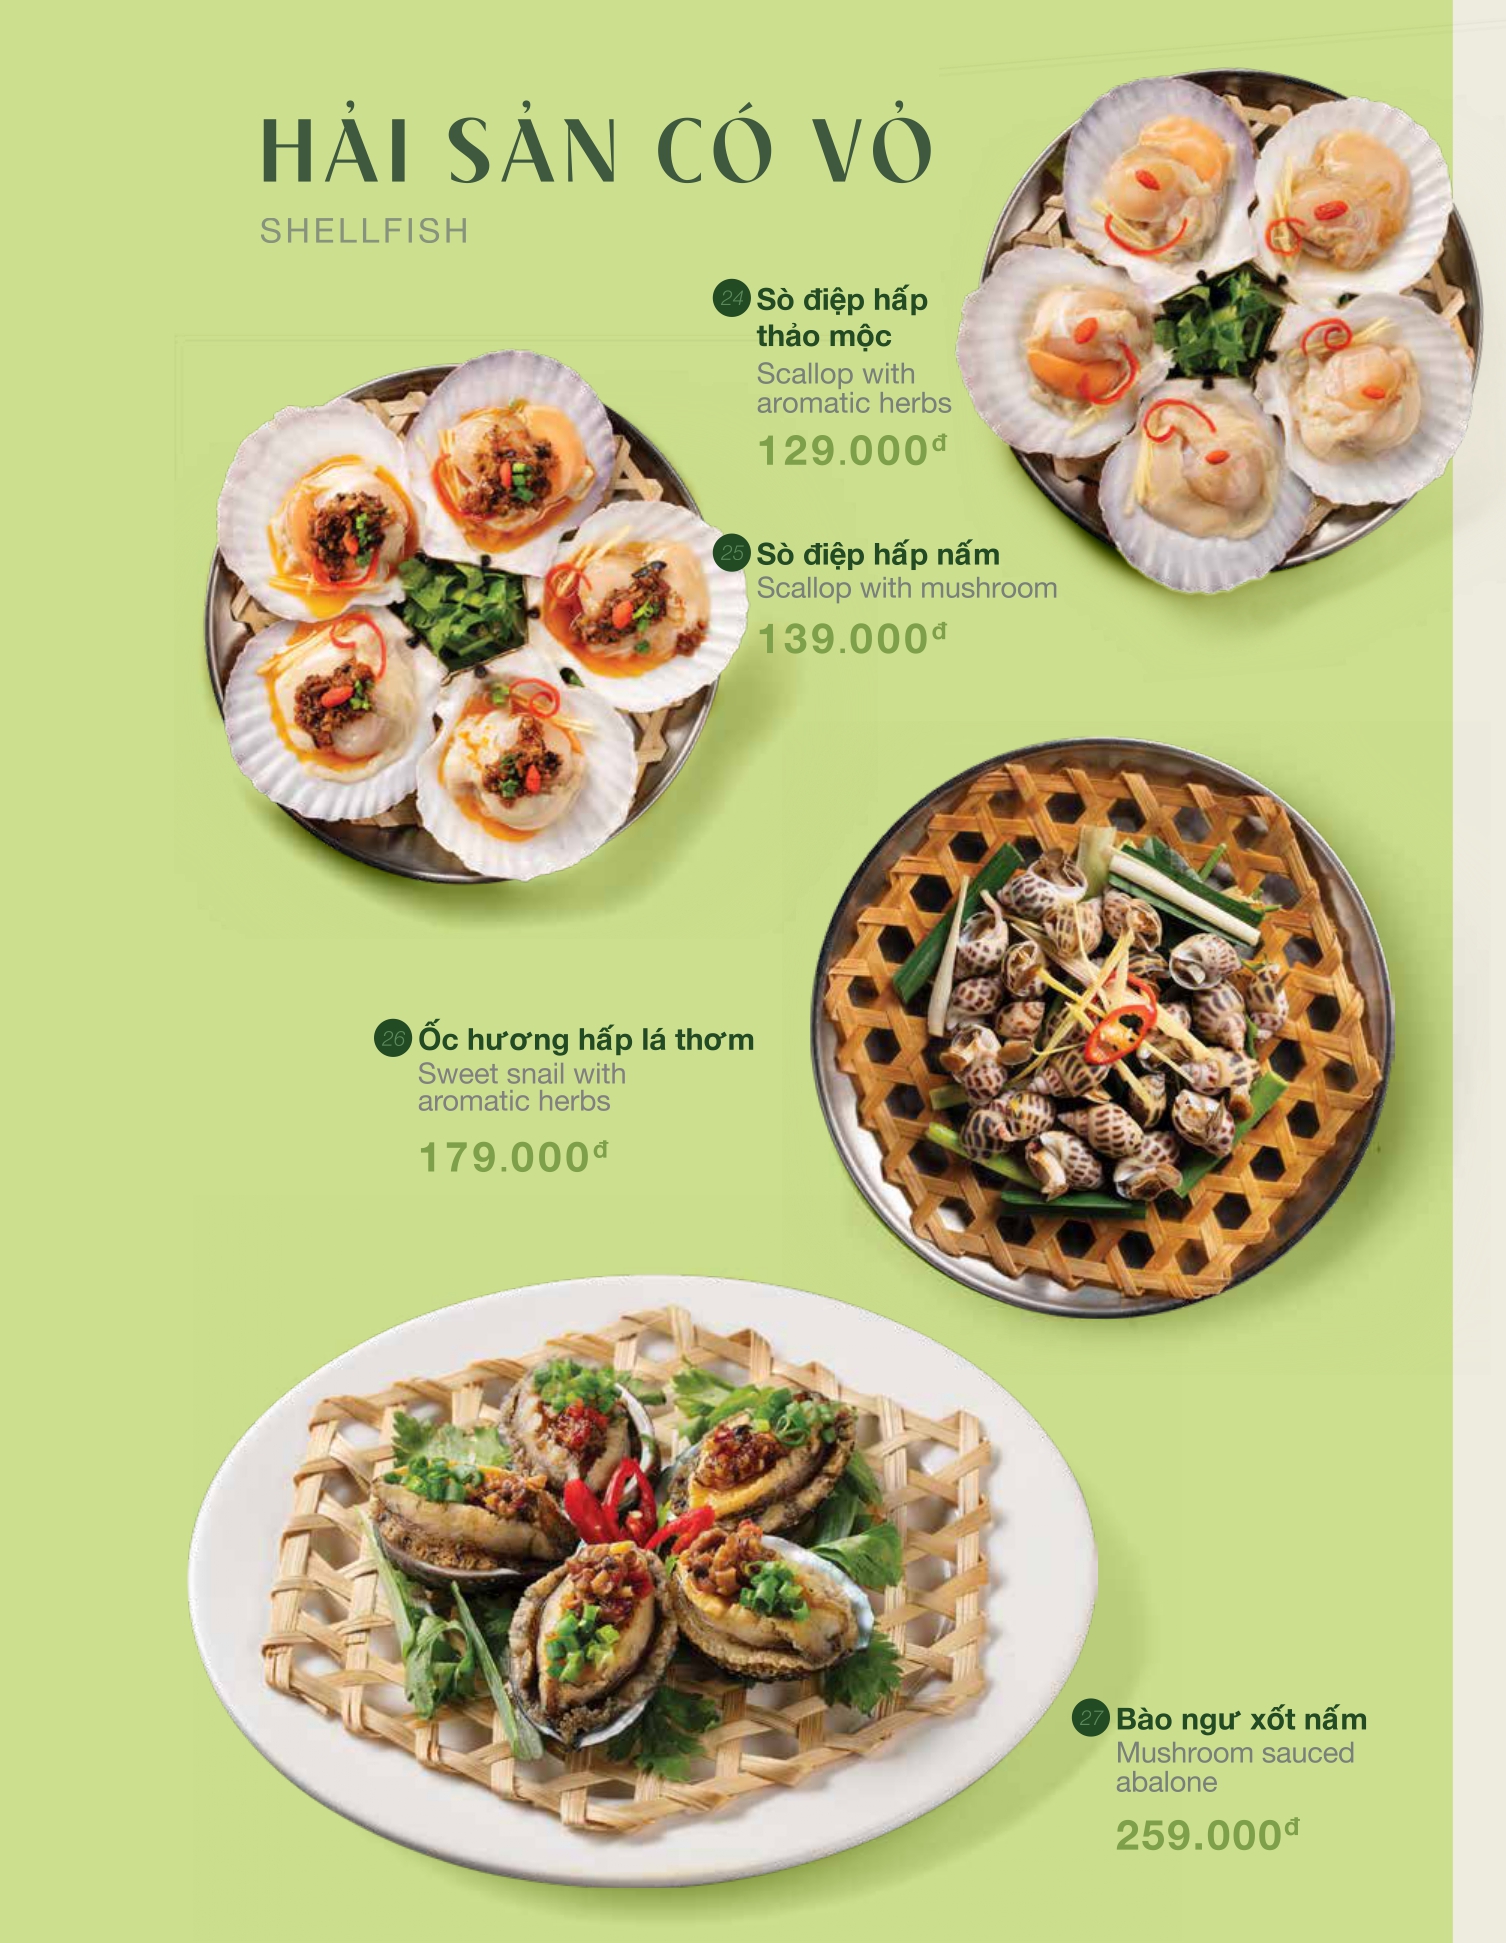 HẢI SẢN CÓ VỎ
SHELLFISH
24 Sò điệp hấp
thảo mộc
Scallop with
aromatic herbs
129.000đ
25 Sò điệp hấp nấm
Scallop with mushroom
139.000đ
26 Ốc hương hấp lá thơm
Sweet snail with
aromatic herbs
179.000đ
27 Bào ngư xốt nấm
Mushroom sauced
abalone
259.000đ